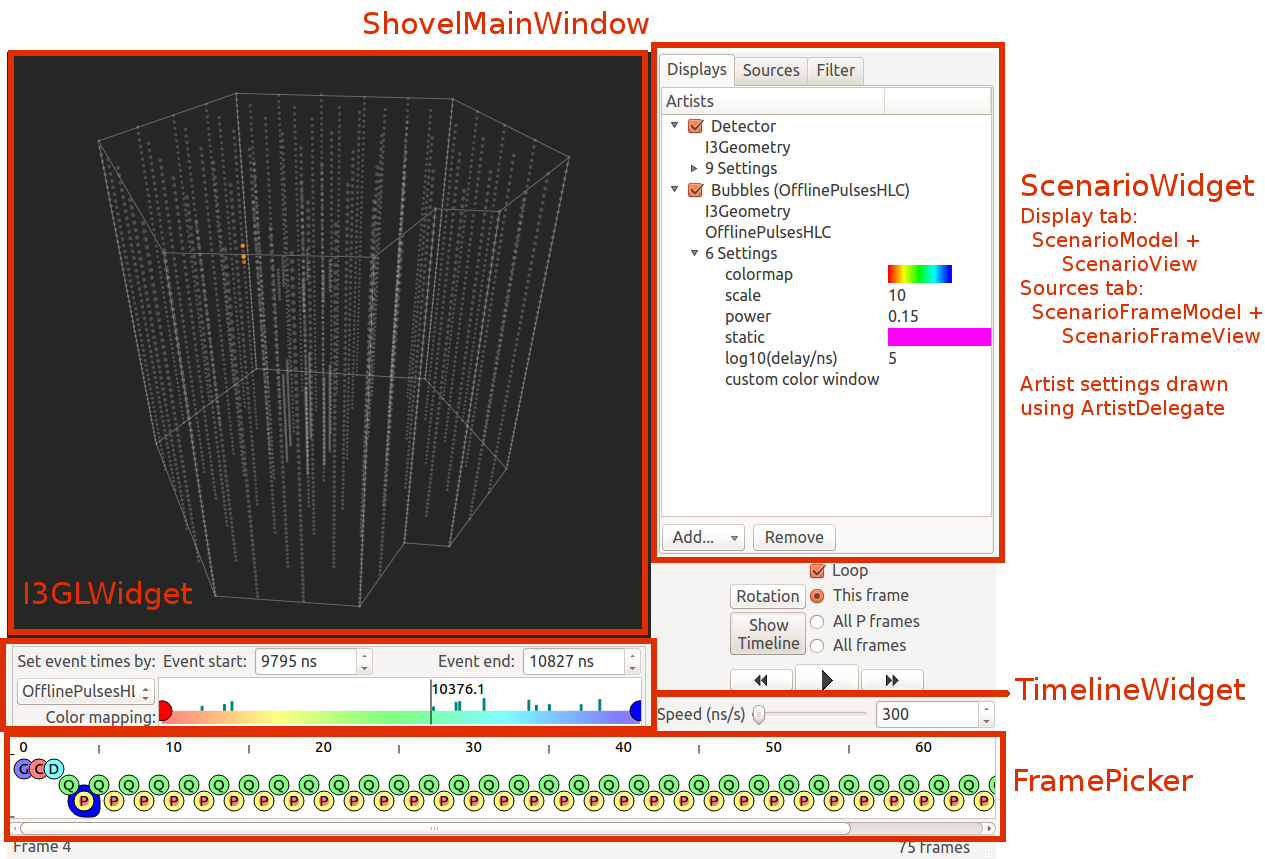 ShovelMainWindow
Displays Sources Filter
Artists
Detector
I3Geometry
9 Settings
Bubbles (OfflinePulsesHLC)
I3Geometry
OfflinePulsesHLC
6 Settings
colormap
scale 10
power 0.15
static
log10(delay/ns) 5
custom color window
Add... Remove
ScenarioWidget
Display tab:
ScenarioModel +
ScenarioView
Sources tab:
ScenarioFrameModel +
ScenarioFrameView
Artist settings drawn
using ArtistDelegate
I3GLWidget
Loop
Rotation This frame
Show
Timeline
All P frames
All frames
Set event times by: Event start: 9795 ns Event end: 10827 ns
OfflinePulsesHL
10376.1
Color mapping:
Speed (ns/s) 300
TimelineWidget
0 10 20 30 40 50 60
G C D
Q Q Q Q Q Q Q Q Q Q Q Q Q Q Q Q Q Q Q Q Q Q Q Q Q Q Q Q Q Q Q Q
P P P P P P P P P P P P P P P P P P P P P P P P P P P P P P P
FramePicker
Frame 4 75 frames